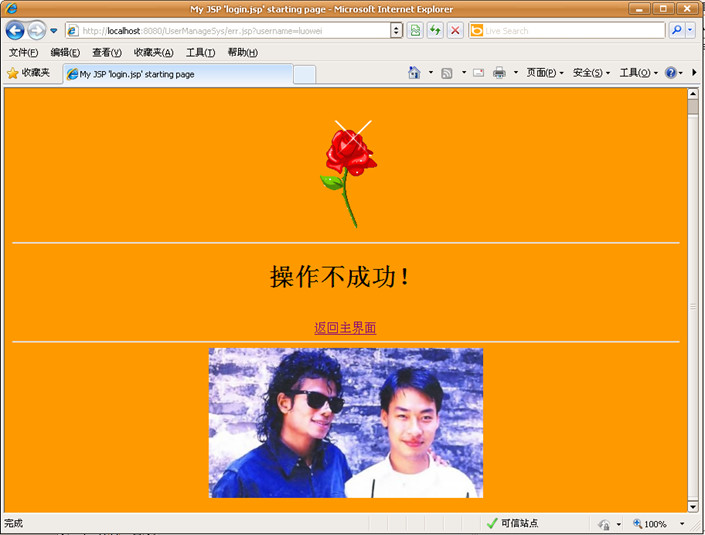 My JSP 'login.jsp' starting page - Microsoft Internet Explorer
http://localhost:8080/UserManageSys/err.jsp?username=luowei
Live Search
文件(F) 编辑(E) 查看(V) 收藏夹(A) 工具(T) 帮助(H)
收藏夹 My JSP 'login.jsp' starting page 页面(P) 安全(S) 工具(O)
操作不成功！
返回主界面
完成 可信站点 100%